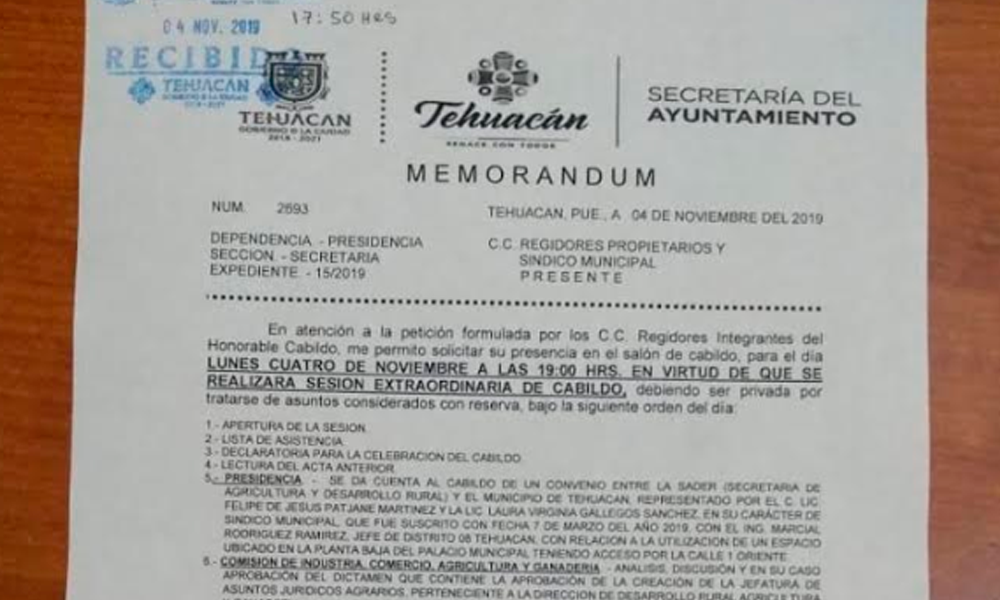 04 NOV. 2019 17:50 HRS
RECIBID
TEHUACAN
TEHUACAN
GOBIERNO D LA CIUDAD
2018 - 2021
Tehuacán
RENACE CON TODOS
SECRETARÍA DEL
AYUNTAMIENTO
MEMORANDUM
NUM. 2693
TEHUACAN, PUE., A 04 DE NOVIEMBRE DEL 2019
DEPENDENCIA.- PRESIDENCIA
SECCION.- SECRETARIA
EXPEDIENTE.- 15/2019
C.C. REGIDORES PROPIETARIOS Y
SINDICO MUNICIPAL
P R E S E N T E
En atención a la petición formulada por los C.C. Regidores Integrantes del
Honorable Cabildo, me permito solicitar su presencia en el salón de cabildo, para el día
LUNES CUATRO DE NOVIEMBRE A LAS 19:00 HRS. EN VIRTUD DE QUE SE
REALIZARA SESION EXTRAORDINARIA DE CABILDO, debiendo ser privada por
tratarse de asuntos considerados con reserva, bajo la siguiente orden del día:
1.- APERTURA DE LA SESION.
2.- LISTA DE ASISTENCIA.
3.- DECLARATORIA PARA LA CELEBRACION DEL CABILDO.
4.- LECTURA DEL ACTA ANTERIOR.
5.- PRESIDENCIA.- SE DA CUENTA AL CABILDO DE UN CONVENIO ENTRE LA SADER (SECRETARIA DE
AGRICULTURA Y DESARROLLO RURAL) Y EL MUNICIPIO DE TEHUACAN, REPRESENTADO POR EL C. LIC.
FELIPE DE JESUS PATJANE MARTINEZ Y LA LIC. LAURA VIRGINIA GALLEGOS SANCHEZ, EN SU CARÁCTER DE
SINDICO MUNICIPAL, QUE FUE SUSCRITO CON FECHA 7 DE MARZO DEL AÑO 2019, CON EL ING. MARCIAL
RODRIGUEZ RAMIREZ, JEFE DE DISTRITO 08 TEHUACAN, CON RELACION A LA UTILIZACION DE UN ESPACIO
UBICADO EN LA PLANTA BAJA DEL PALACIO MUNICIPAL TENIENDO ACCESO POR LA CALLE 1 ORIENTE.
6.- COMISION DE INDUSTRIA, COMERCIO, AGRICULTURA Y GANADERIA.- ANALISIS, DISCUSIÓN Y EN SU CASO
APROBACIÓN DEL DICTAMEN QUE CONTIENE LA APROBACIÓN DE LA CREACIÓN DE LA JEFATURA DE
ASUNTOS JURIDICOS AGRARIOS, PERTENECIENTE A LA DIRECCION DE DESARROLLO RURAL AGRICULTURA